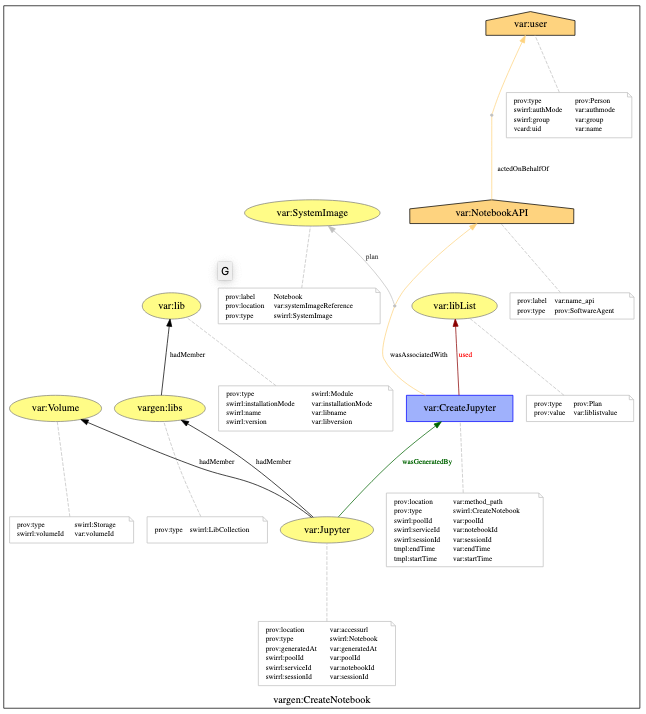 var:user
prov:type prov:Person
swirrl:authMode var:authmode
swirrl:group var:group
vcard:uid var:name
actedOnBehalfOf
var:SystemImage
var:NotebookAPI
plan
G
prov:label Notebook
prov:location var:systemImageReference
prov:type swirrl:SystemImage
prov:label var:name_api
prov:type prov:SoftwareAgent
var:lib
var:libList
hadMember
wasAssociatedWith
used
prov:type swirrl:Module
swirrl:installationMode var:installationMode
swirrl:name var:libname
swirrl:version var:libversion
prov:type prov:Plan
prov:value var:liblistvalue
var:Volume
vargen:libs
var:CreateJupyter
hadMember
hadMember
wasGeneratedBy
prov:type swirrl:Storage
swirrl:volumeId var:volumeId
prov:type swirrl:LibCollection
var:Jupyter
prov:location var:method_path
prov:type swirrl:CreateNotebook
swirrl:poolId var:poolId
swirrl:serviceId var:notebookId
swirrl:sessionId var:sessionId
tmpl:endTime var:endTime
tmpl:startTime var:startTime
prov:location var:accessurl
prov:type swirrl:Notebook
prov:generatedAt var:generatedAt
swirrl:poolId var:poolId
swirrl:serviceId var:notebookId
swirrl:sessionId var:sessionId
vargen:CreateNotebook